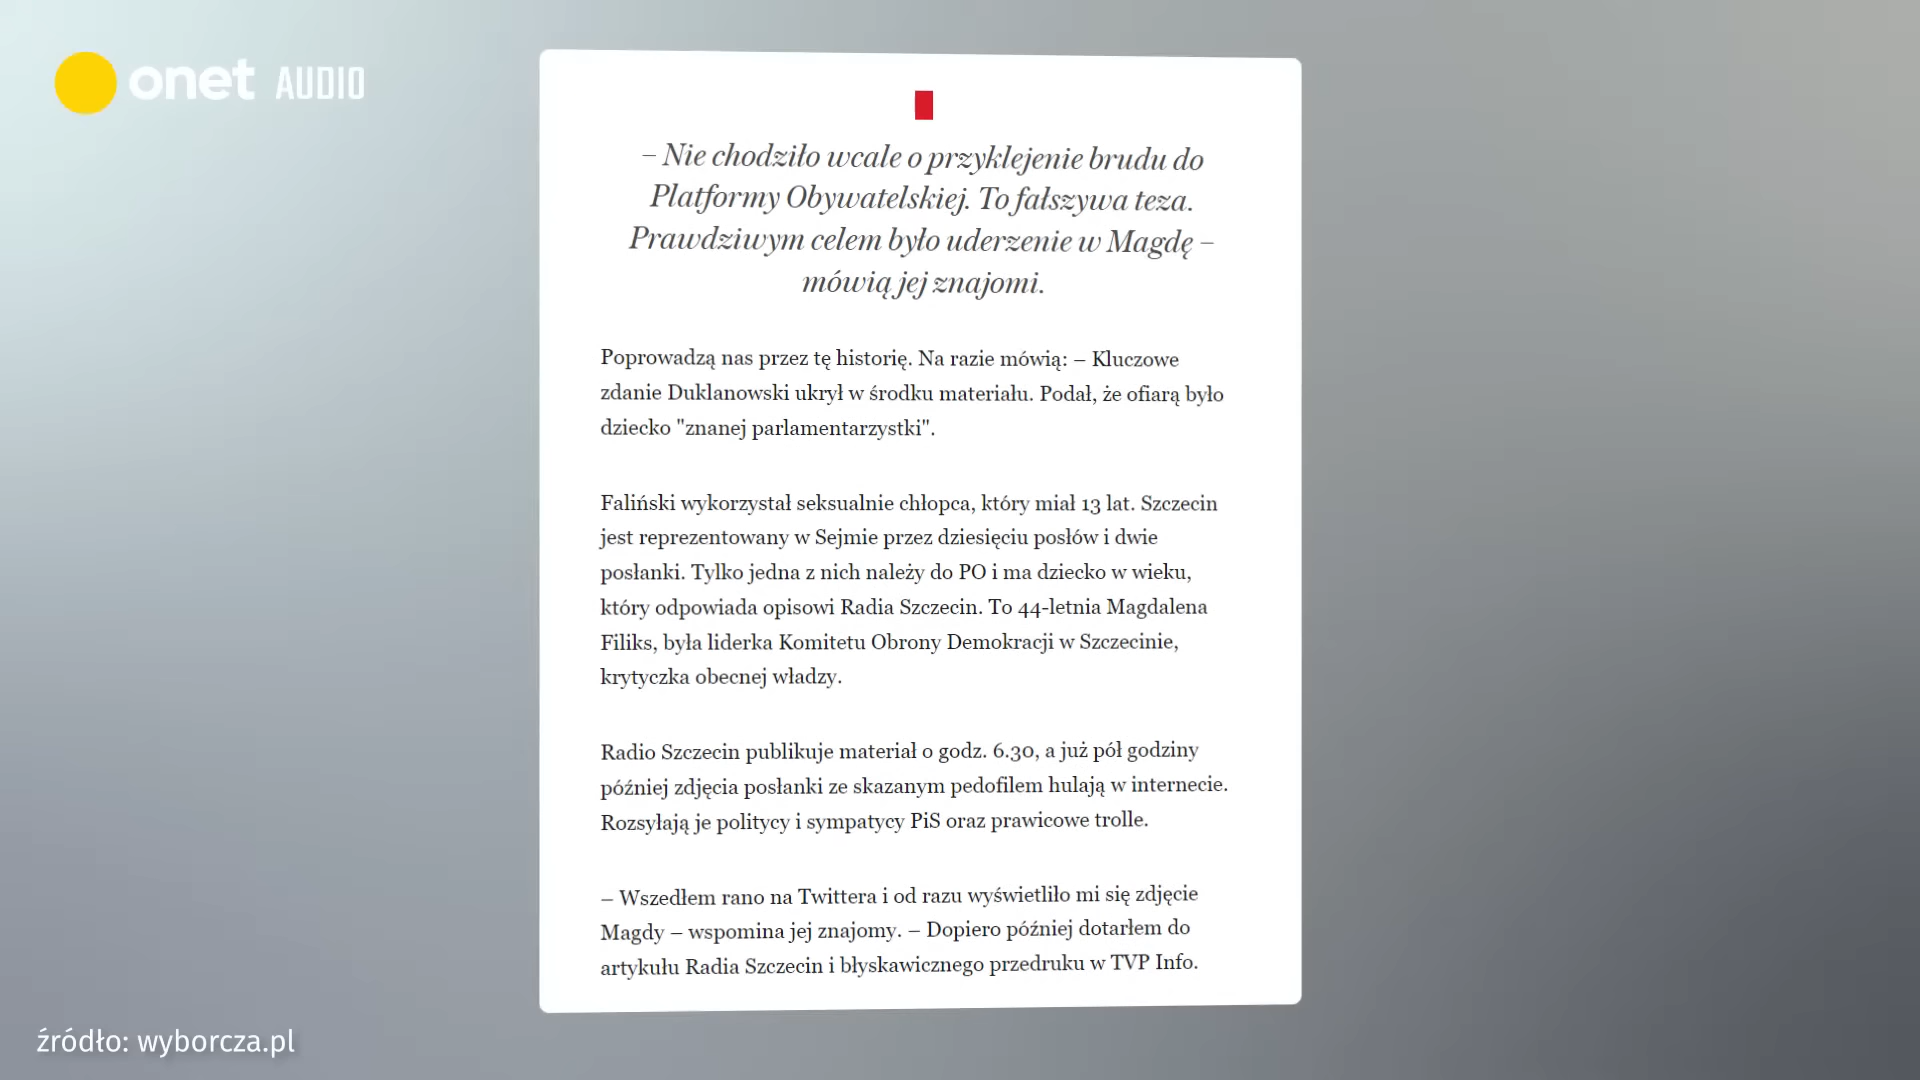 onet AUDIO
– Nie chodziło wcale o przyklejenie brudu do
Platformy Obywatelskiej. To fałszywa teza.
Prawdziwym celem było uderzenie w Magdę –
mówią jej znajomi.
Poprowadzą nas przez tę historię. Na razie mówią: – Kluczowe
zdanie Duklanowski ukrył w środku materiału. Podał, że ofiarą było
dziecko "znanej parlamentarzystki".
Faliński wykorzystał seksualnie chłopca, który miał 13 lat. Szczecin
jest reprezentowany w Sejmie przez dziesięciu posłów i dwie
posłanki. Tylko jedna z nich należy do PO i ma dziecko w wieku,
który odpowiada opisowi Radia Szczecin. To 44-letnia Magdalena
Filiks, była liderka Komitetu Obrony Demokracji w Szczecinie,
krytyczka obecnej władzy.
Radio Szczecin publikuje materiał o godz. 6.30, a już pół godziny
później zdjęcia posłanki ze skazanym pedofilem hulają w internecie.
Rozsyłają je politycy i sympatycy PiS oraz prawicowe trolle.
– Wszedłem rano na Twittera i od razu wyświetliło mi się zdjęcie
Magdy – wspomina jej znajomy. – Dopiero później dotarłem do
artykułu Radia Szczecin i błyskawicznego przedruku w TVP Info.
źródło: wyborcza.pl